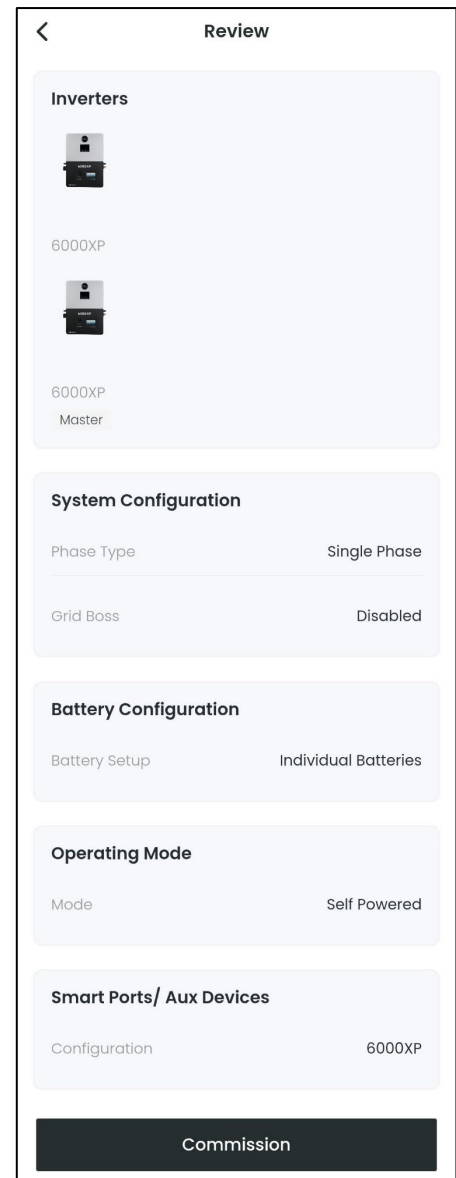 Review
Inverters
6000XP
6000XP
Master
System Configuration
Phase Type Single Phase
Grid Boss Disabled
Battery Configuration
Battery Setup Individual Batteries
Operating Mode
Mode Self Powered
Smart Ports/ Aux Devices
Configuration 6000XP
Commission